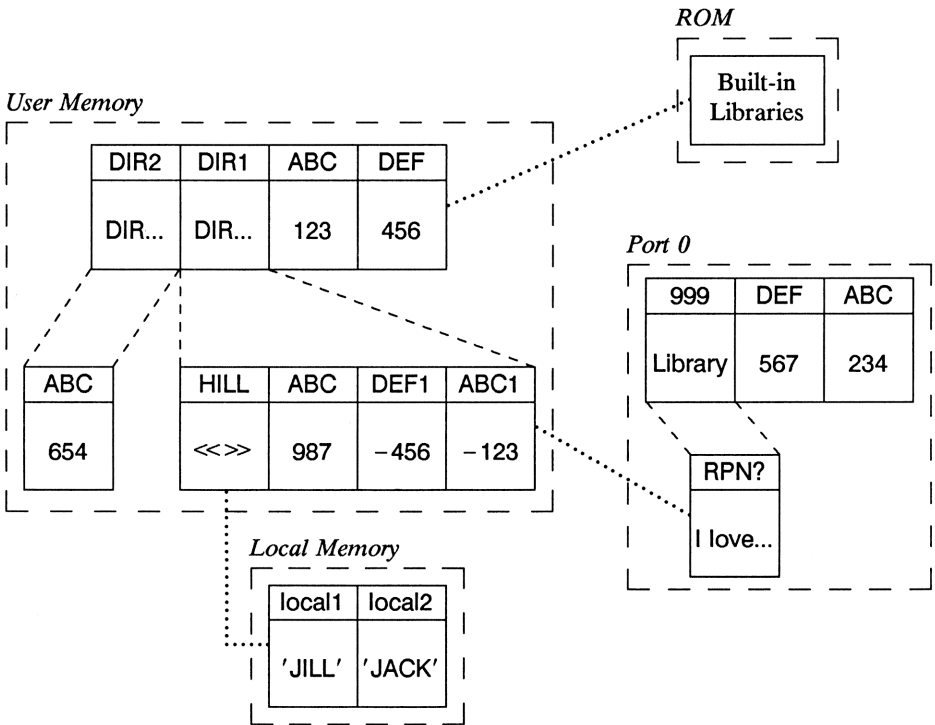 ROM
Built-in
Libraries
User Memory
DIR2 DIR1 ABC DEF
DIR... DIR... 123 456
Port 0
999 DEF ABC
Library 567 234
ABC
654
HILL ABC DEF1 ABC1
<<>> 987 −456 −123
RPN?
I love...
Local Memory
local1 local2
'JILL' 'JACK'